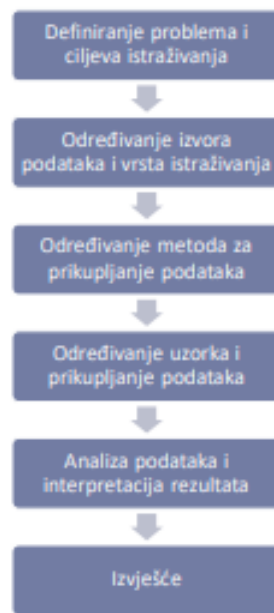 Definiranje problema i
ciljeva istraživanja
Određivanje izvora
podataka i vrsta istraživanja
Određivanje metoda za
prikupljanje podataka
Određivanje uzorka i
prikupljanje podataka
Analiza podataka i
interpretacija rezultata
Izvješće